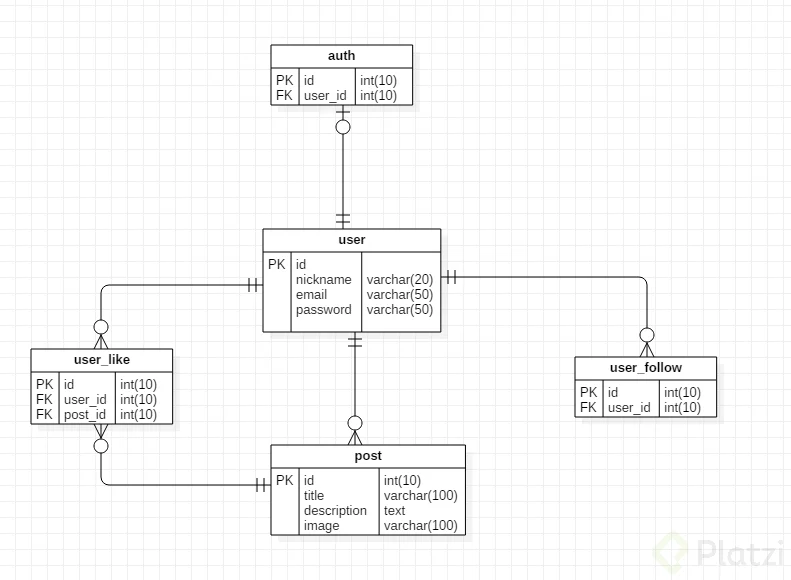 auth
PK id int(10)
FK user_id int(10)
user
PK id
nickname varchar(20)
email varchar(50)
password varchar(50)
user_like
PK id int(10)
FK user_id int(10)
FK post_id int(10)
user_follow
PK id int(10)
FK user_id int(10)
post
PK id int(10)
title varchar(100)
description text
image varchar(100)
Platzi